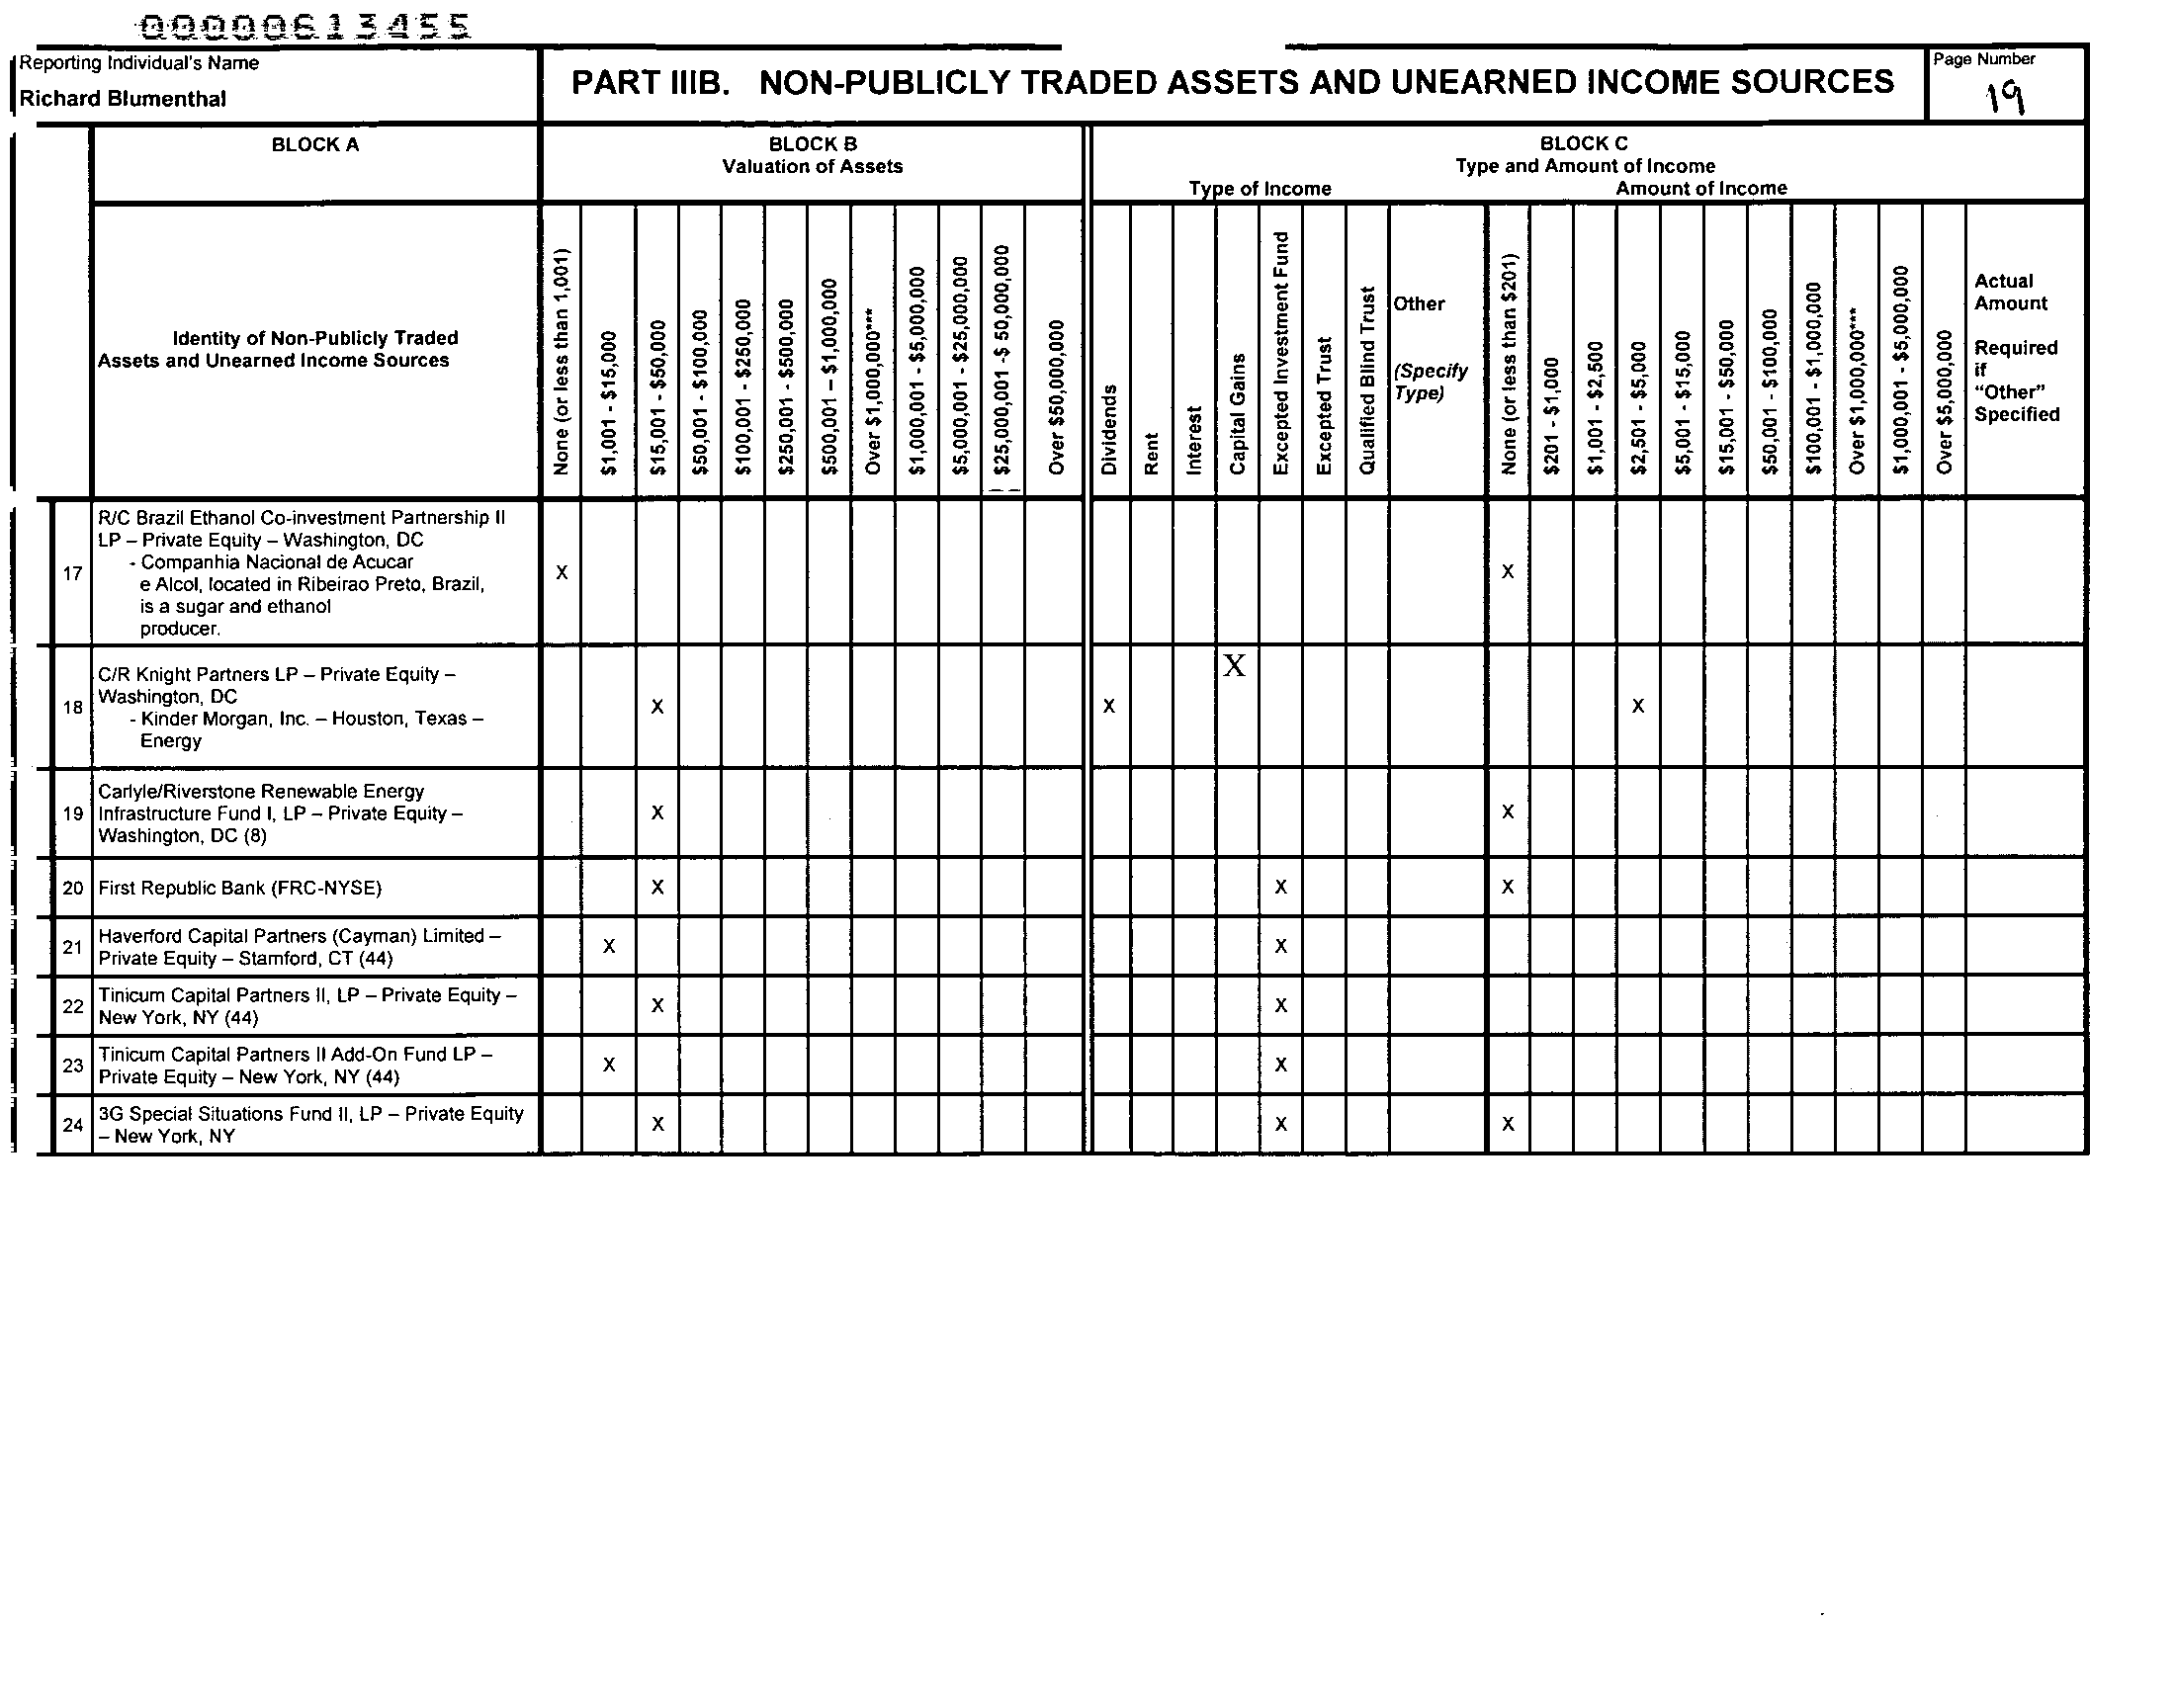 00000613455
Reporting Individual's Name
Richard Blumenthal
PART IIIB. NON-PUBLICLY TRADED ASSETS AND UNEARNED INCOME SOURCES
Page Number
19
BLOCK A
BLOCK B
Valuation of Assets
BLOCK C
Type and Amount of Income
Type of Income
Amount of Income
Identity of Non-Publicly Traded
Assets and Unearned Income Sources
None (or less than 1,001)
$1,001 - $15,000
$15,001 - $50,000
$50,001 - $100,000
$100,001 - $250,000
$250,001 - $500,000
$500,001 – $1,000,000
Over $1,000,000***
$1,000,001 - $5,000,000
$5,000,001 - $25,000,000
$25,000,001 -$ 50,000,000
Over $50,000,000
Dividends
Rent
Interest
Capital Gains
Excepted Investment Fund
Excepted Trust
Qualified Blind Trust
Other
(Specify
Type)
None (or less than $201)
$201 - $1,000
$1,001 - $2,500
$2,501 - $5,000
$5,001 - $15,000
$15,001 - $50,000
$50,001 - $100,000
$100,001 - $1,000,000
Over $1,000,000***
$1,000,001 - $5,000,000
Over $5,000,000
Actual
Amount
Required
if
“Other”
Specified
R/C Brazil Ethanol Co-investment Partnership II
LP – Private Equity – Washington, DC
- Companhia Nacional de Acucar
17 e Alcol, located in Ribeirao Preto, Brazil, X X
is a sugar and ethanol
producer.
X
C/R Knight Partners LP – Private Equity –
Washington, DC
18 - Kinder Morgan, Inc. – Houston, Texas – X X X
Energy
Carlyle/Riverstone Renewable Energy
19 Infrastructure Fund I, LP – Private Equity – X X
Washington, DC (8)
20 First Republic Bank (FRC-NYSE) X X X
21 Haverford Capital Partners (Cayman) Limited – X X
Private Equity – Stamford, CT (44)
22 Tinicum Capital Partners II, LP – Private Equity – X X
New York, NY (44)
23 Tinicum Capital Partners II Add-On Fund LP – X X
Private Equity – New York, NY (44)
24 3G Special Situations Fund II, LP – Private Equity X X X
– New York, NY